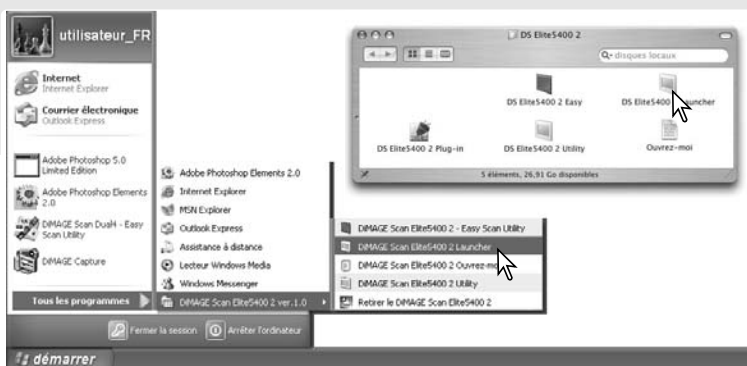 utilisateur_FR
Internet
Internet Explorer
Courrier électronique
Outlook Express
Adobe Photoshop 5.0
Limited Edition
Adobe Photoshop Elements
2.0
DiMAGE Scan Dual4 - Easy
Scan Utility
DiMAGE Capture
Tous les programmes
Fermer la session
Arrêter l'ordinateur
démarrer
Adobe Photoshop Elements 2.0
Internet Explorer
MSN Explorer
Outlook Express
Assistance à distance
Lecteur Windows Media
Windows Messenger
DiMAGE Scan Elite5400 2 ver.1.0
DiMAGE Scan Elite5400 2 - Easy Scan Utility
DiMAGE Scan Elite5400 2 Launcher
DiMAGE Scan Elite5400 2 Ouvrez-moi
DiMAGE Scan Elite5400 2 Utility
Retirer le DiMAGE Scan Elite5400 2
DS Elite5400 2
disques locaux
DS Elite5400 2 Easy
DS Elite5400 2 Launcher
DS Elite5400 2 Plug-in
DS Elite5400 2 Utility
Ouvrez-moi
5 éléments, 26,91 Go disponibles